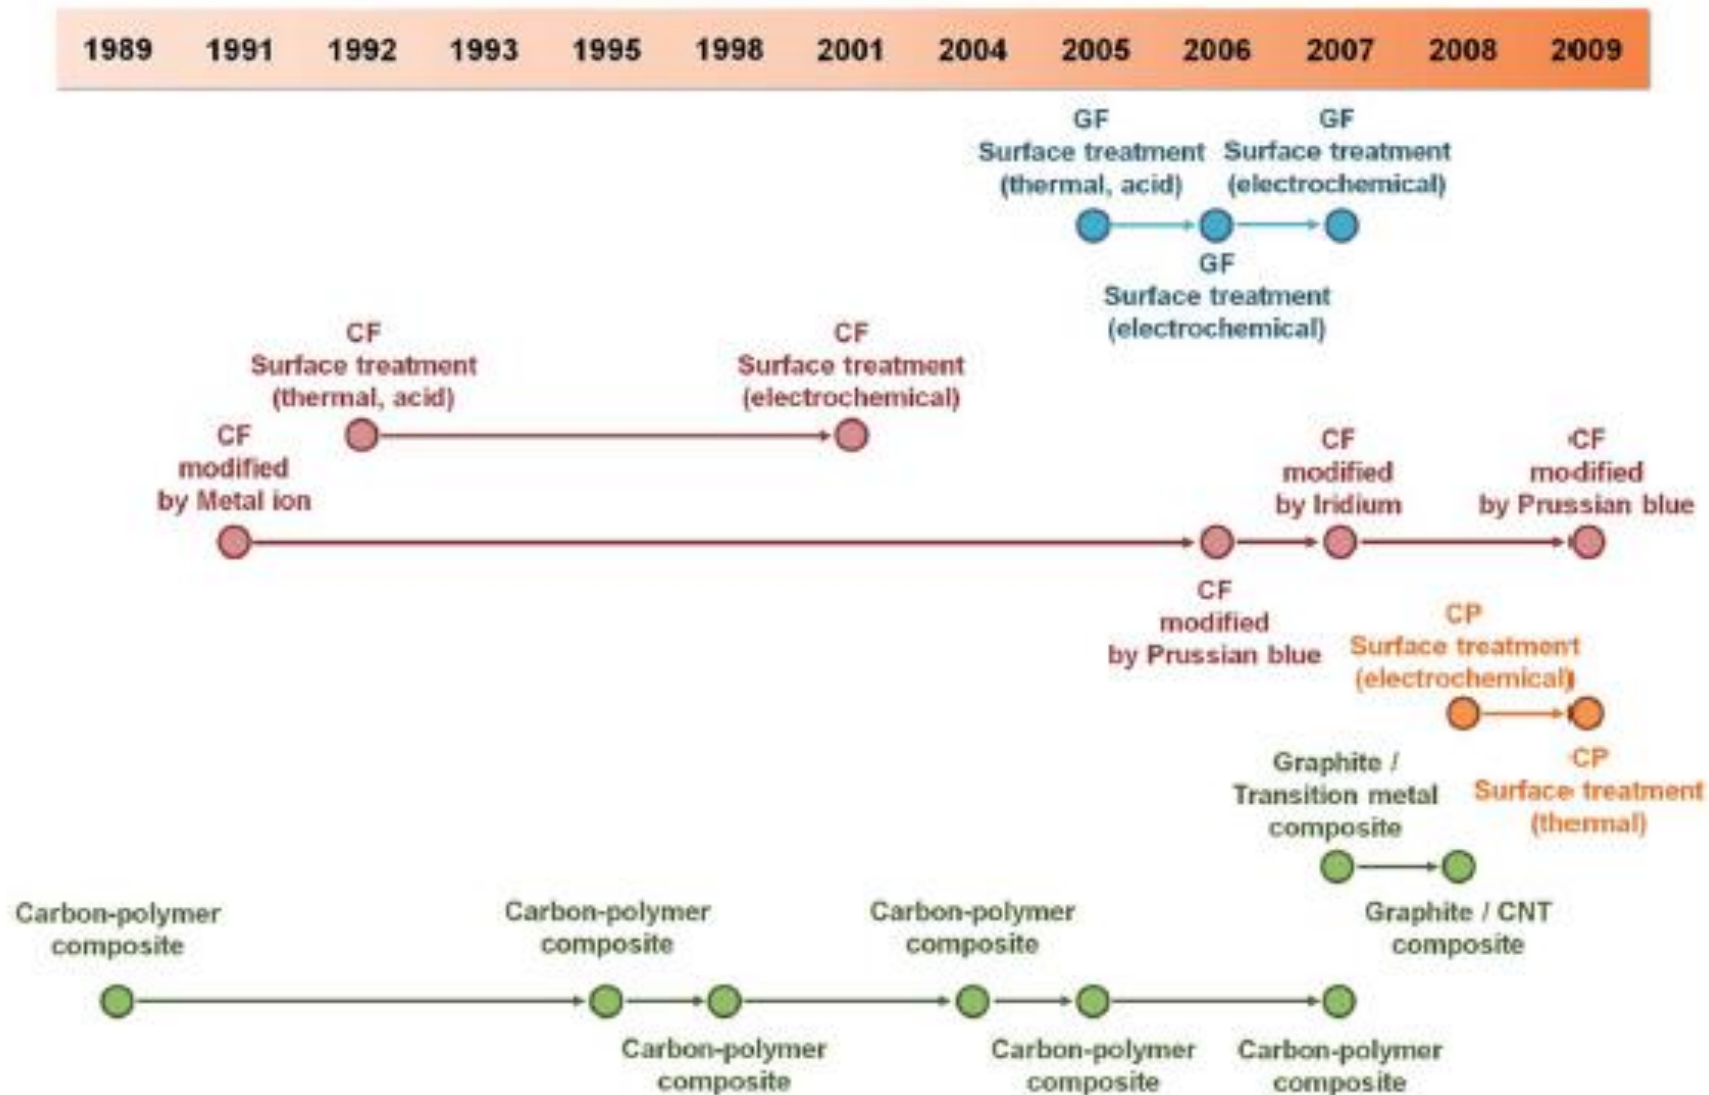 1989 1991 1992 1993 1995 1998 2001 2004 2005 2006 2007 2008 2009
GF
Surface treatment
(thermal, acid)
GF
Surface treatment
(electrochemical)
GF
Surface treatment
(electrochemical)
CF
Surface treatment
(thermal, acid)
CF
Surface treatment
(electrochemical)
CF
modified
by Metal ion
CF
modified
by Iridium
CF
modified
by Prussian blue
CF
modified
by Prussian blue
CP
Surface treatment
(electrochemical)
CP
Surface treatment
(thermal)
Graphite /
Transition metal
composite
Graphite / CNT
composite
Carbon-polymer
composite
Carbon-polymer
composite
Carbon-polymer
composite
Carbon-polymer
composite
Carbon-polymer
composite
Carbon-polymer
composite